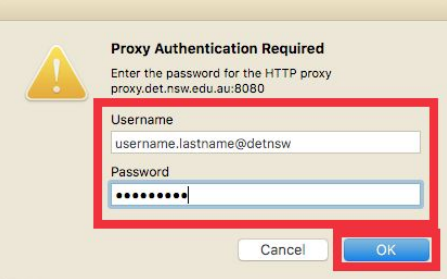 Proxy Authentication Required
Enter the password for the HTTP proxy
proxy.det.nsw.edu.au:8080
Username
username.lastname@detnsw
Password
•••••••••
Cancel
OK